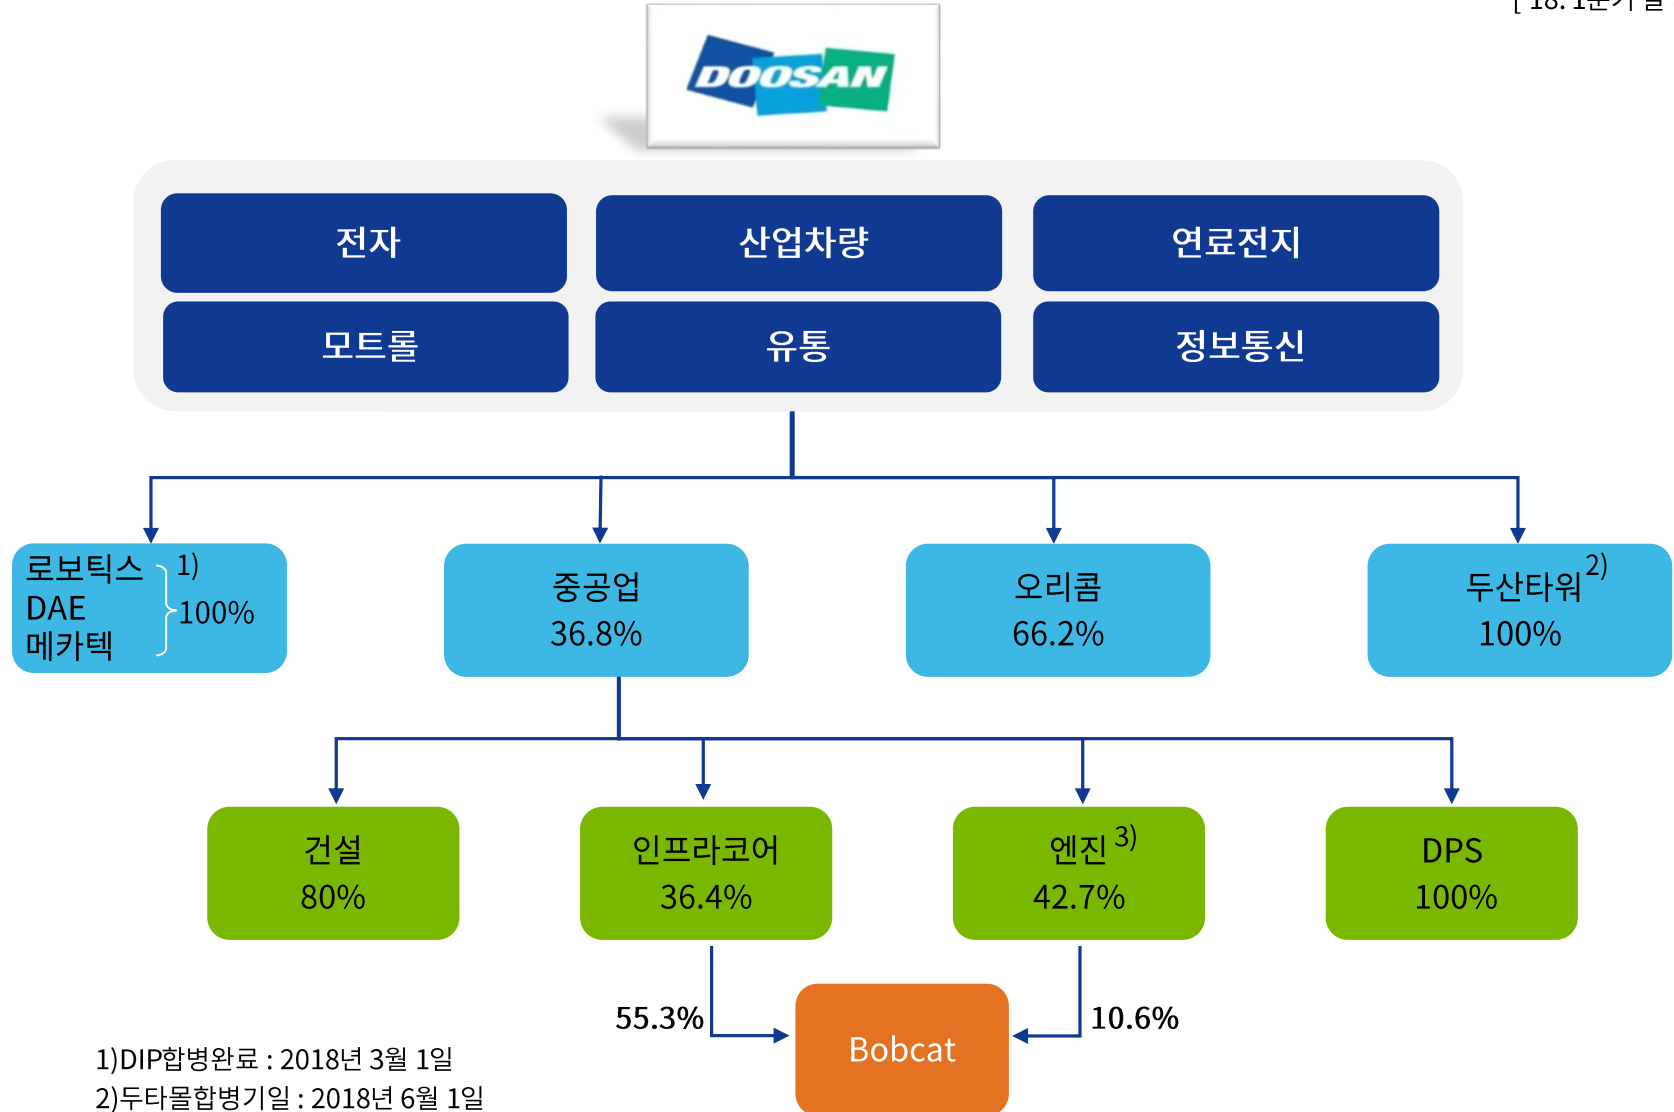 [ '18. 1분기 말
DOOSAN
전자
산업차량
연료전지
모트롤
유통
정보통신
로보틱스
DAE
메카텍
1)
100%
중공업
36.8%
오리콤
66.2%
두산타워 2)
100%
건설
80%
인프라코어
36.4%
엔진 3)
42.7%
DPS
100%
55.3%
10.6%
Bobcat
1)DIP합병완료 : 2018년 3월 1일
2)두타몰합병기일 : 2018년 6월 1일